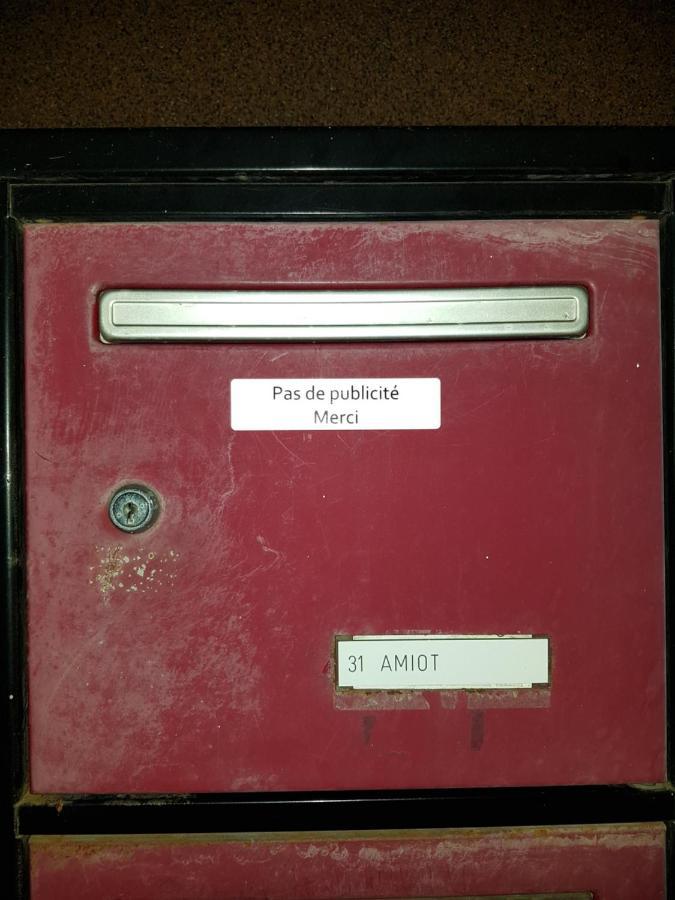 Pas de publicité
Merci
31 AMIOT